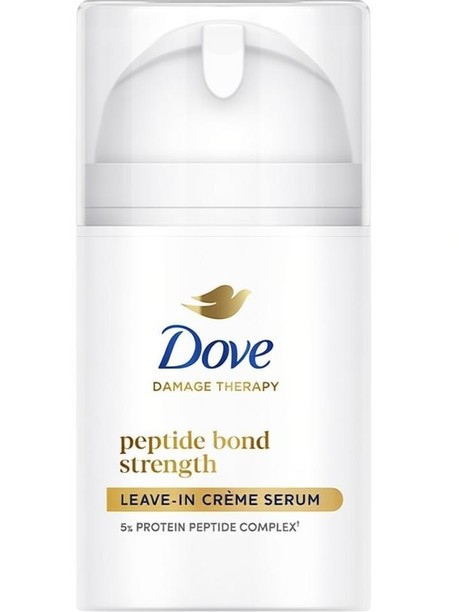 Dove
DAMAGE THERAPY
peptide bond
strength
LEAVE-IN CRÈME SERUM
5% PROTEIN PEPTIDE COMPLEX†